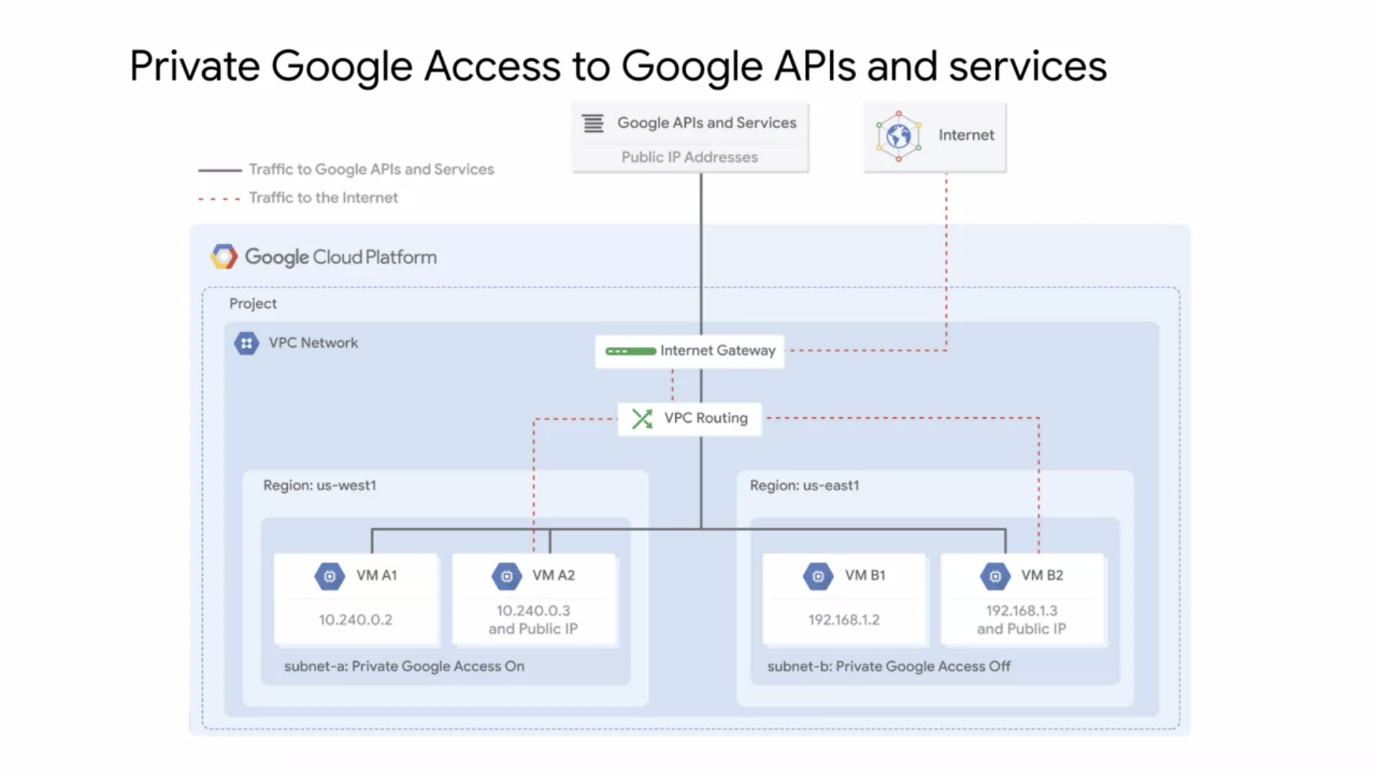 Private Google Access to Google APIs and services
Google APIs and Services
Public IP Addresses
Internet
Traffic to Google APIs and Services
Traffic to the Internet
Google Cloud Platform
Project
VPC Network
Internet Gateway
VPC Routing
Region: us-west1
Region: us-east1
VM A1
10.240.0.2
VM A2
10.240.0.3
and Public IP
VM B1
192.168.1.2
VM B2
192.168.1.3
and Public IP
subnet-a: Private Google Access On
subnet-b: Private Google Access Off